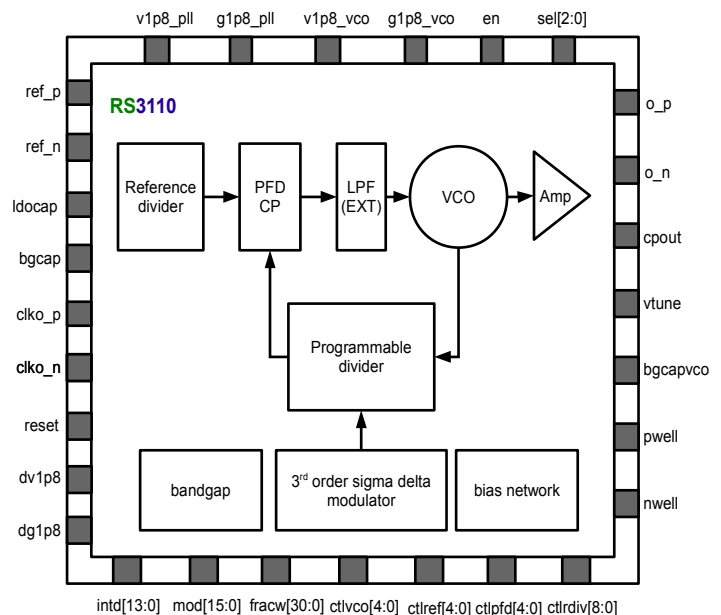 v1p8_pll g1p8_pll v1p8_vco g1p8_vco en sel[2:0]
ref_p
ref_n
ldocap
bgcap
clko_p
clko_n
reset
dv1p8
dg1p8
RS3110
Reference
divider
PFD
CP
LPF
(EXT)
VCO
Amp
Programmable
divider
bandgap
3rd order sigma delta
modulator
bias network
o_p
o_n
cpout
vtune
bgcapvco
pwell
nwell
intd[13:0] mod[15:0] fracw[30:0] ctlvco[4:0] ctlref[4:0] ctlpfd[4:0] ctlrdiv[8:0]